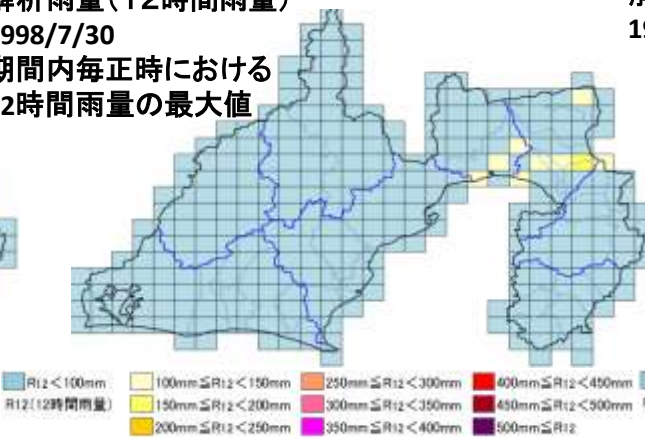 解析雨量(12時間雨量)
1998/7/30
期間内毎正時における
12時間雨量の最大値
19
R12＜100mm
100mm≦R12＜150mm
250mm≦R12＜300mm
400mm≦R12＜450mm
R12(12時間雨量)
150mm≦R12＜200mm
300mm≦R12＜350mm
450mm≦R12＜500mm
200mm≦R12＜250mm
350mm≦R12＜400mm
500mm≦R12